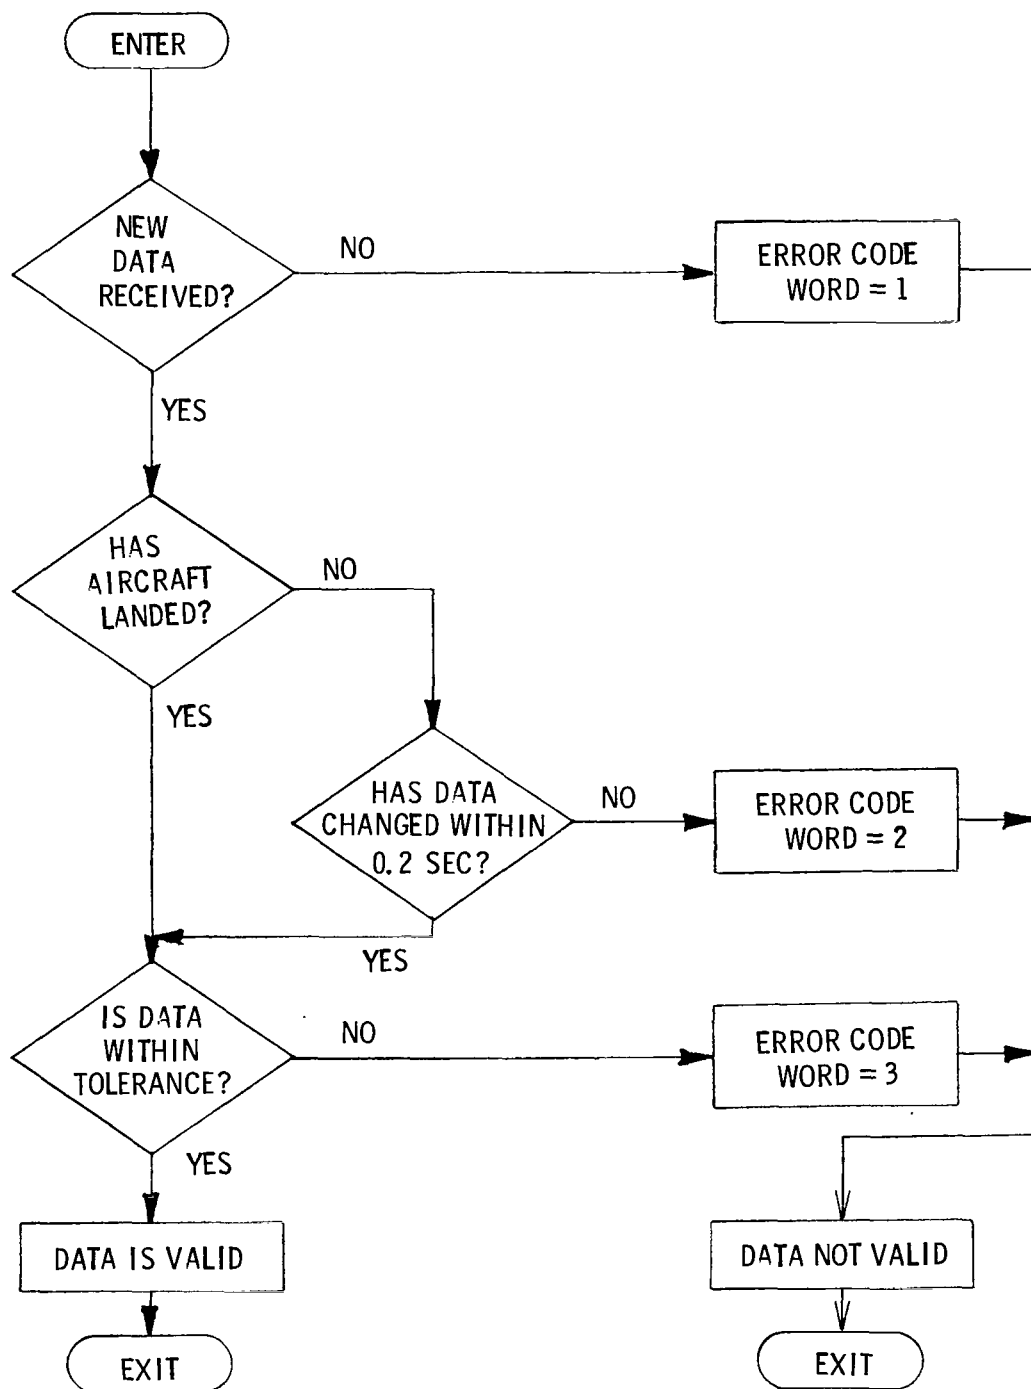 ENTER
NEW
DATA
RECEIVED?
NO
ERROR CODE
WORD = 1
YES
HAS
AIRCRAFT
LANDED?
NO
YES
HAS DATA
CHANGED WITHIN
0.2 SEC?
NO
ERROR CODE
WORD = 2
YES
IS DATA
WITHIN
TOLERANCE?
NO
ERROR CODE
WORD = 3
YES
DATA IS VALID
DATA NOT VALID
EXIT
EXIT